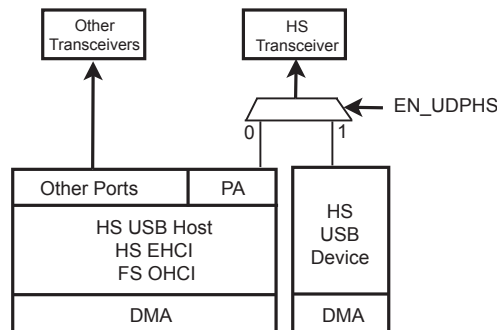 Other
Transceivers
HS
Transceiver
EN_UDPHS
0
1
Other Ports
PA
HS USB Host
HS EHCI
FS OHCI
DMA
HS
USB
Device
DMA